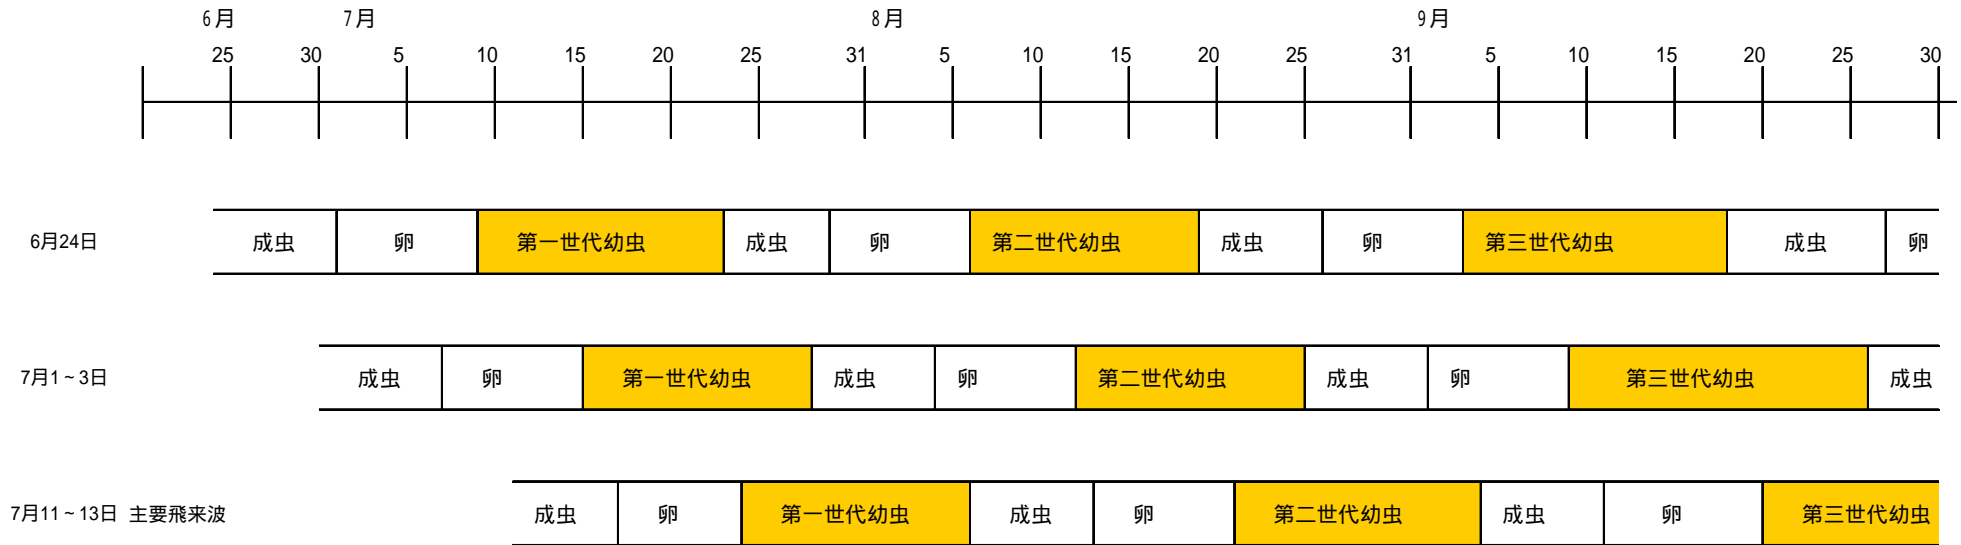 6月 7月 8月 9月
25 30 5 10 15 20 25 31 5 10 15 20 25 31 5 10 15 20 25 30
6月24日 成虫 卵 第一世代幼虫 成虫 卵 第二世代幼虫 成虫 卵 第三世代幼虫 成虫 卵
7月1~3日 成虫 卵 第一世代幼虫 成虫 卵 第二世代幼虫 成虫 卵 第三世代幼虫 成虫
7月11~13日 主要飛来波 成虫 卵 第一世代幼虫 成虫 卵 第二世代幼虫 成虫 卵 第三世代幼虫